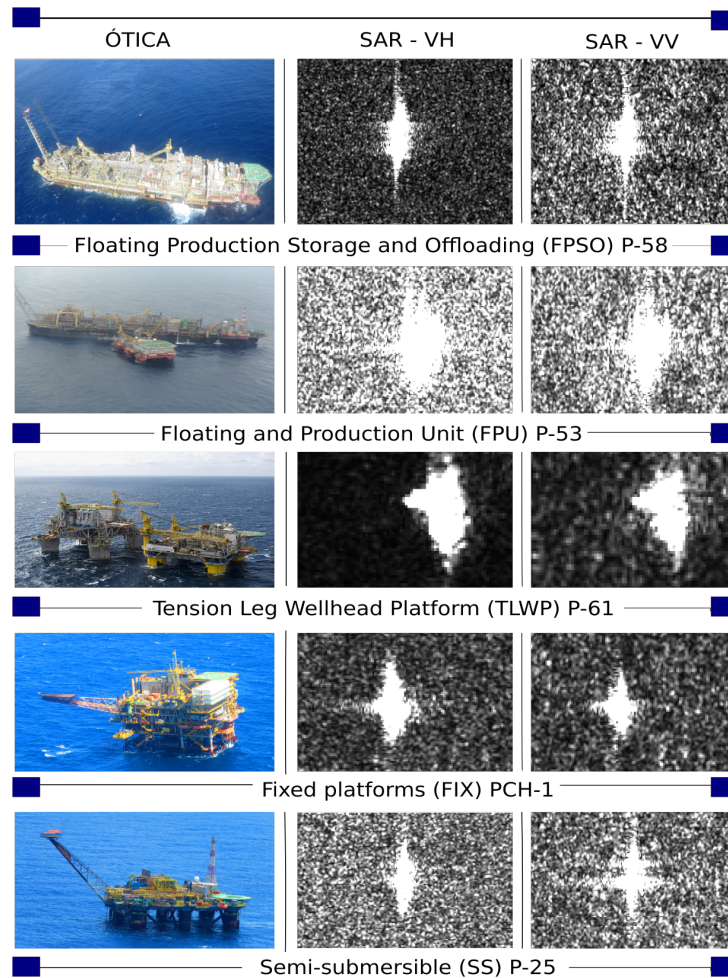 ÓTICA
SAR - VH
SAR - VV
Floating Production Storage and Offloading (FPSO) P-58
Floating and Production Unit (FPU) P-53
Tension Leg Wellhead Platform (TLWP) P-61
Fixed platforms (FIX) PCH-1
Semi-submersible (SS) P-25